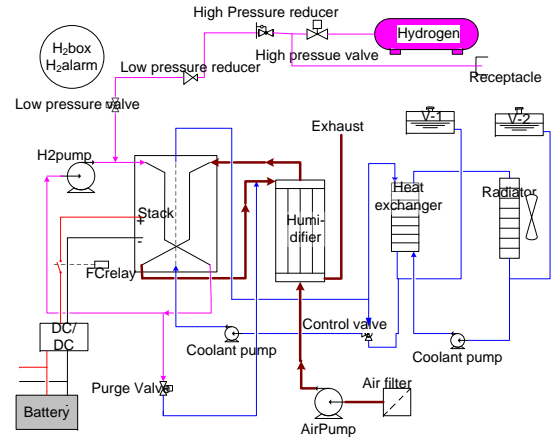 High Pressure reducer
Hydrogen
H2box
H2alarm
High pressue valve
Low pressure reducer
Receptacle
Low pressure valve
V-1
V-2
Exhaust
H2pump
Heat
exchanger
Radiator
Stack
+
-
Humi-
difier
FCrelay
Control valve
DC/
DC
Coolant pump
Coolant pump
Purge Valve
Air filter
Battery
AirPump